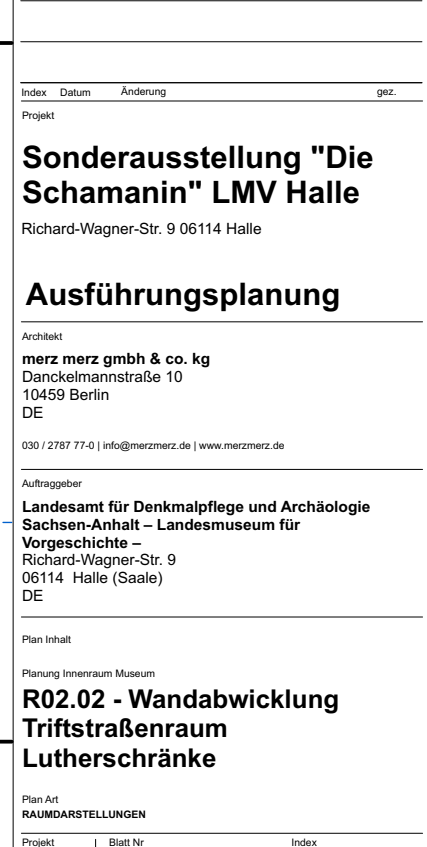 Index Datum Änderung gez.
Projekt
Sonderausstellung "Die
Schamanin" LMV Halle
Richard-Wagner-Str. 9 06114 Halle
Ausführungsplanung
Architekt
merz merz gmbh & co. kg
Danckelmannstraße 10
10459 Berlin
DE
030 / 2787 77-0 | info@merzmerz.de | www.merzmerz.de
Auftraggeber
Landesamt für Denkmalpflege und Archäologie
Sachsen-Anhalt – Landesmuseum für
Vorgeschichte –
Richard-Wagner-Str. 9
06114 Halle (Saale)
DE
Plan Inhalt
Planung Innenraum Museum
R02.02 - Wandabwicklung
Triftstraßenraum
Lutherschränke
Plan Art
RAUMDARSTELLUNGEN
Projekt Blatt Nr Index